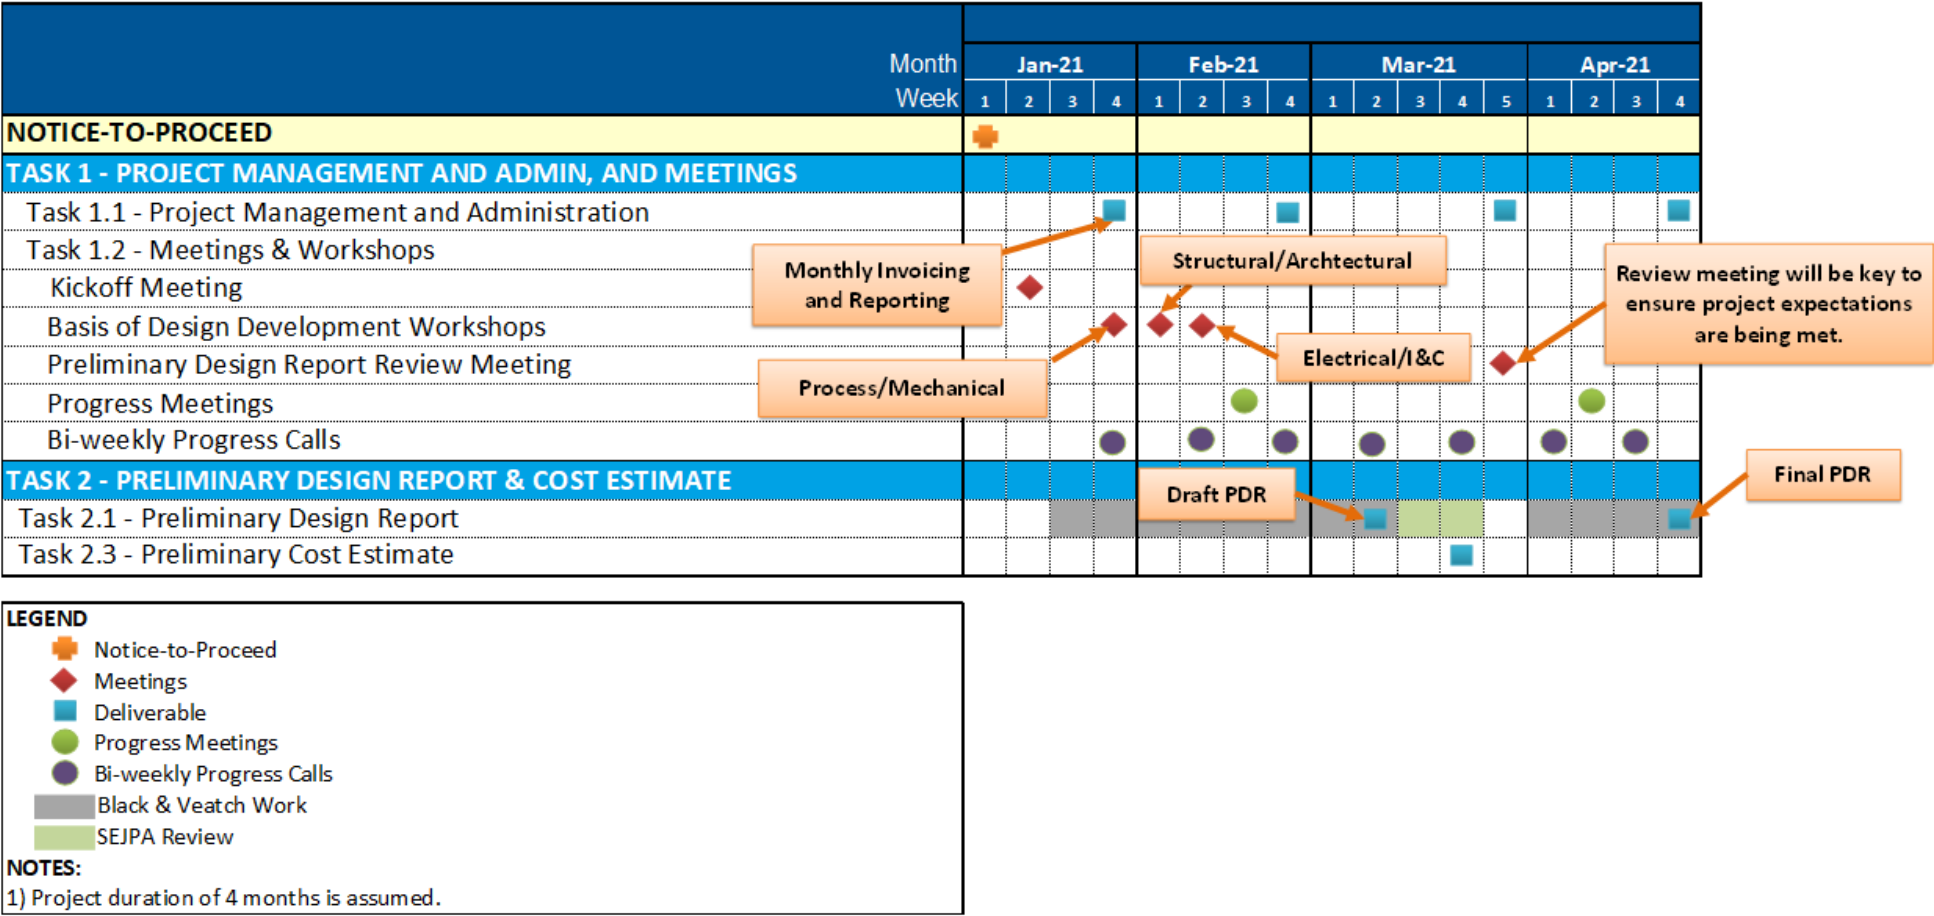 Month Jan-21 Feb-21 Mar-21 Apr-21
Week 1 2 3 4 1 2 3 4 1 2 3 4 5 1 2 3 4
NOTICE-TO-PROCEED
TASK 1 - PROJECT MANAGEMENT AND ADMIN, AND MEETINGS
Task 1.1 - Project Management and Administration
Task 1.2 - Meetings & Workshops
Kickoff Meeting
Basis of Design Development Workshops
Preliminary Design Report Review Meeting
Progress Meetings
Bi-weekly Progress Calls
Monthly Invoicing
and Reporting
Structural/Archtectural
Review meeting will be key to
ensure project expectations
are being met.
Electrical/I&C
Process/Mechanical
TASK 2 - PRELIMINARY DESIGN REPORT & COST ESTIMATE
Task 2.1 - Preliminary Design Report
Task 2.3 - Preliminary Cost Estimate
Draft PDR
Final PDR
LEGEND
Notice-to-Proceed
Meetings
Deliverable
Progress Meetings
Bi-weekly Progress Calls
Black & Veatch Work
SEJPA Review
NOTES:
1) Project duration of 4 months is assumed.